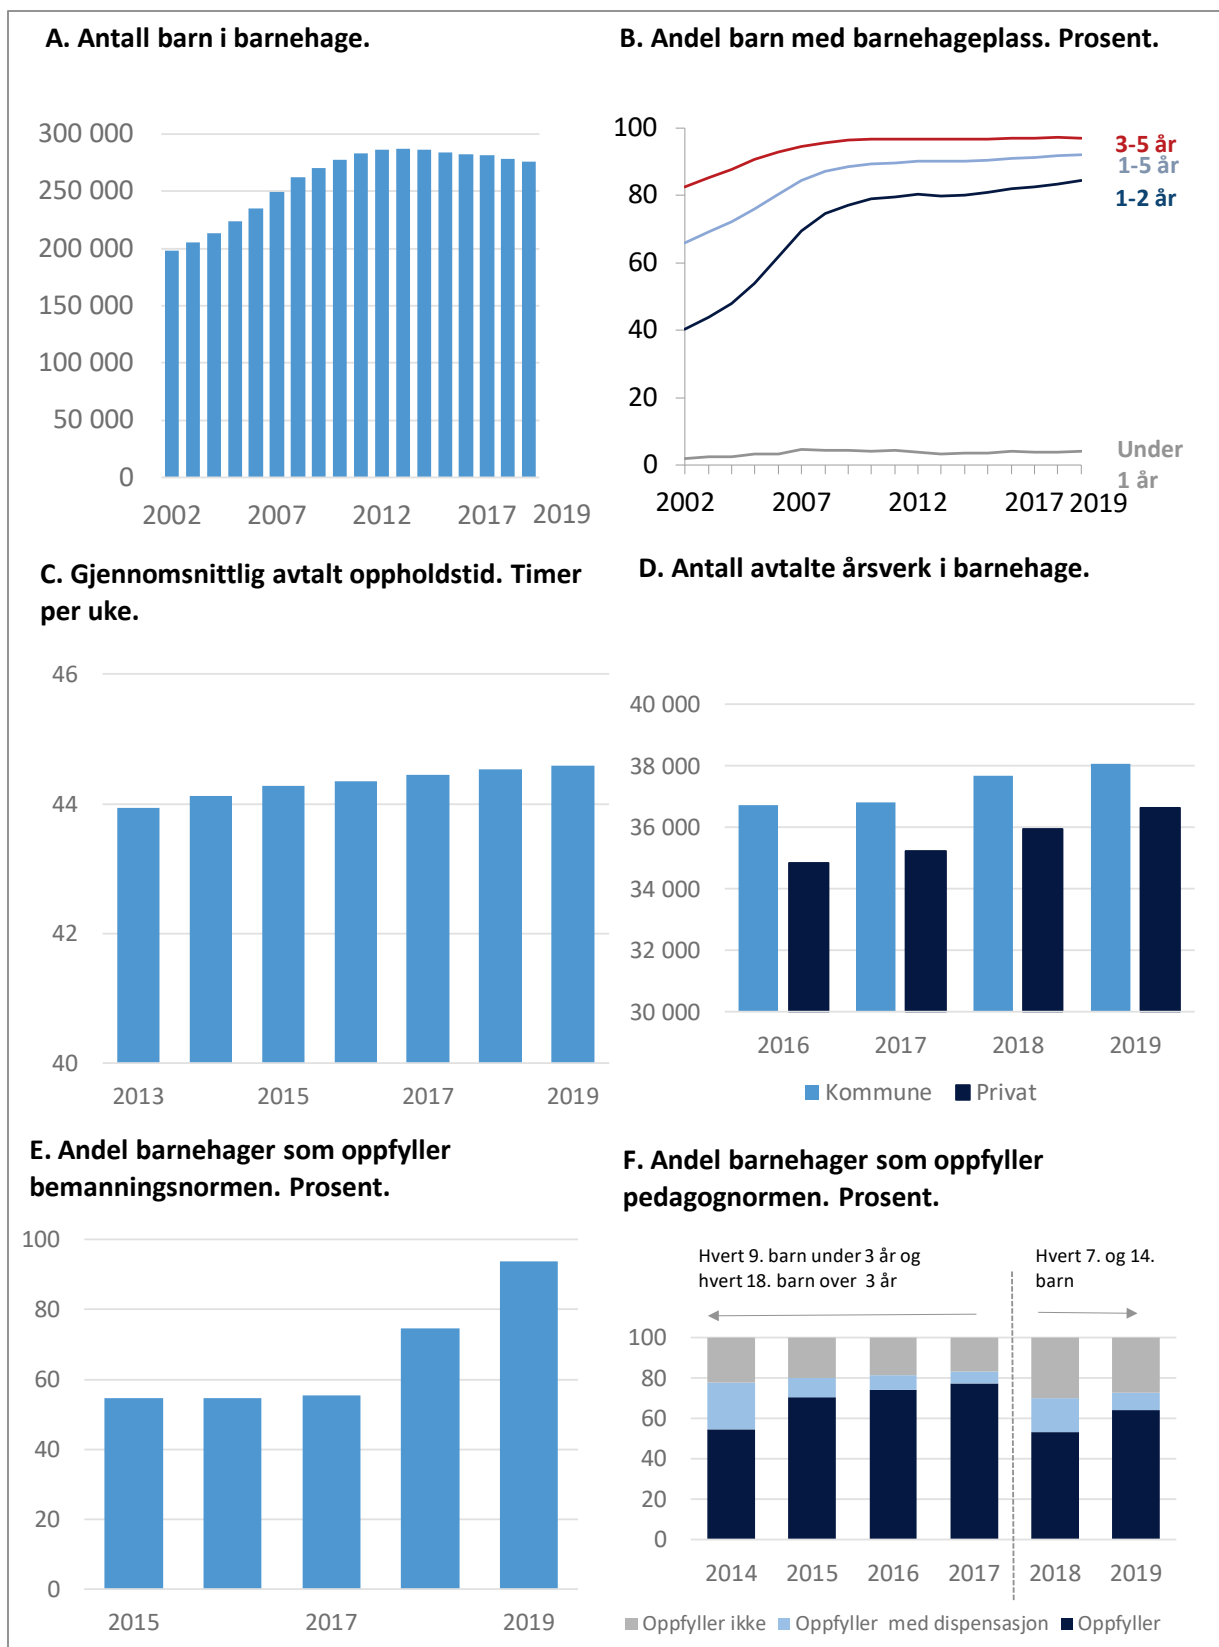 A. Antall barn i barnehage.
300 000
250 000
200 000
150 000
100 000
50 000
0
2002 2007 2012 2017 2019
B. Andel barn med barnehageplass. Prosent.
100
80
60
40
20
0
3-5 år
1-5 år
1-2 år
Under
1 år
2002 2007 2012 2017 2019
C. Gjennomsnittlig avtalt oppholdstid. Timer
per uke.
46
44
42
40
2013 2015 2017 2019
D. Antall avtalte årsverk i barnehage.
40 000
38 000
36 000
34 000
32 000
30 000
2016 2017 2018 2019
Kommune Privat
E. Andel barnehager som oppfyller
bemanningsnormen. Prosent.
100
80
60
40
20
0
2015 2017 2019
F. Andel barnehager som oppfyller
pedagognormen. Prosent.
Hvert 9. barn under 3 år og
hvert 18. barn over 3 år
Hvert 7. og 14.
barn
100
80
60
40
20
0
2014 2015 2016 2017 2018 2019
Oppfyller ikke Oppfyller med dispensasjon Oppfyller